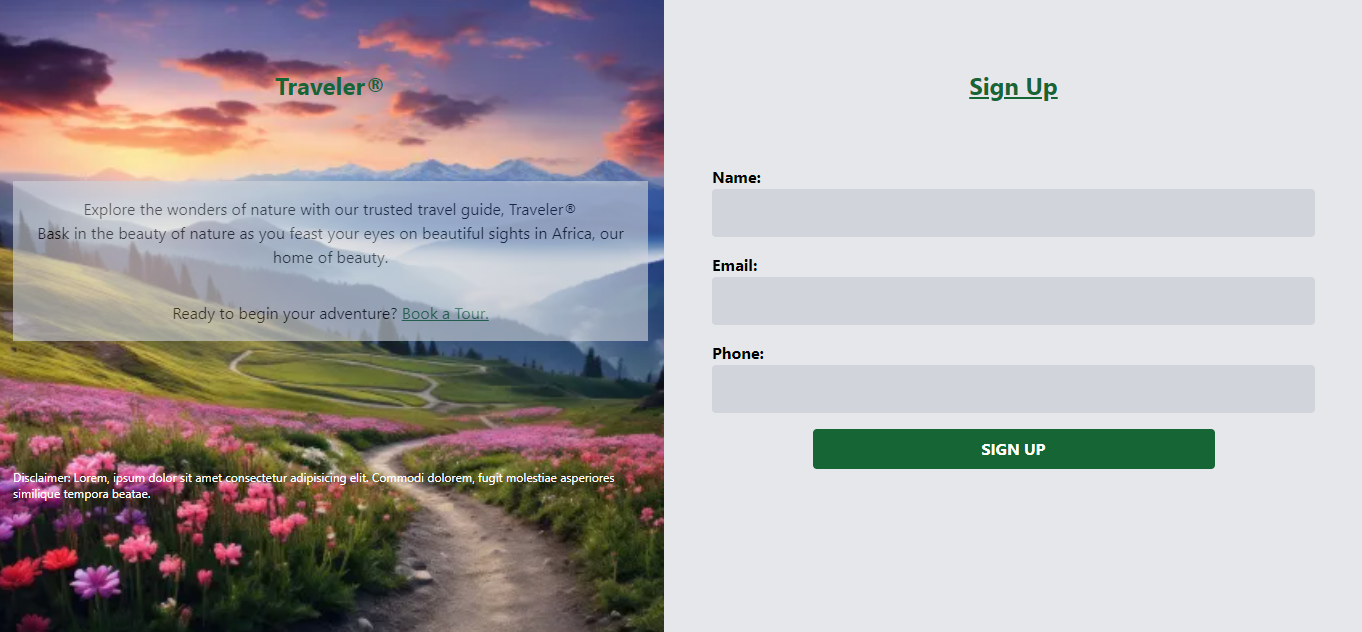 Traveler®
Explore the wonders of nature with our trusted travel guide, Traveler®
Bask in the beauty of nature as you feast your eyes on beautiful sights in Africa, our
home of beauty.
Ready to begin your adventure? Book a Tour.
Disclaimer: Lorem, ipsum dolor sit amet consectetur adipisicing elit. Commodi dolorem, fugit molestiae asperiores
similique tempora beatae.
Sign Up
Name:
Email:
Phone:
SIGN UP